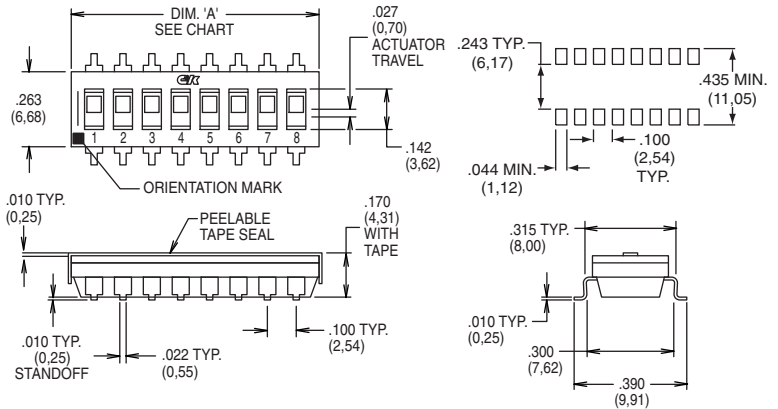 DIM. 'A'
SEE CHART
.027
(0,70)
ACTUATOR
TRAVEL
.263
(6,68)
C&K
1 2 3 4 5 6 7 8
.142
(3,62)
ORIENTATION MARK
.243 TYP.
(6,17)
.435 MIN.
(11,05)
.100
(2,54)
TYP.
.044 MIN.
(1,12)
.010 TYP.
(0,25)
PEELABLE
TAPE SEAL
.170
(4,31)
WITH
TAPE
.010 TYP.
(0,25)
STANDOFF
.022 TYP.
(0,55)
.100 TYP.
(2,54)
.315 TYP.
(8,00)
.010 TYP.
(0,25)
.300
(7,62)
.390
(9,91)